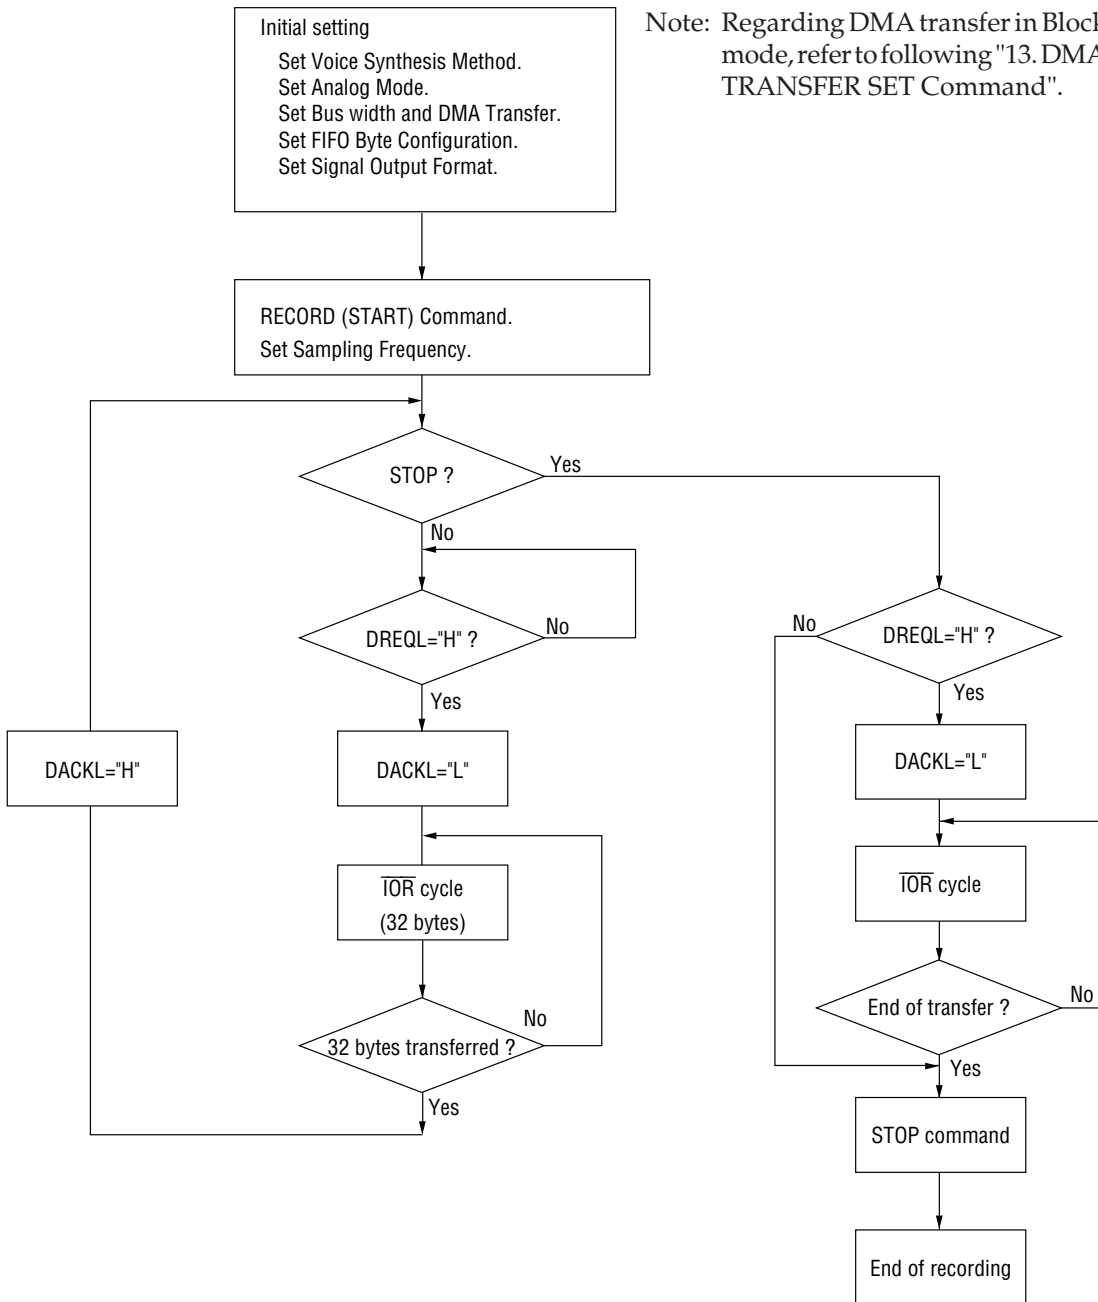 Initial setting
Set Voice Synthesis Method.
Set Analog Mode.
Set Bus width and DMA Transfer.
Set FIFO Byte Configuration.
Set Signal Output Format.
Note: Regarding DMA transfer in Block
mode, refer to following "13. DMA
TRANSFER SET Command".
RECORD (START) Command.
Set Sampling Frequency.
STOP ?
Yes
No
DREQL="H" ?
No
Yes
DACKL="H"
DACKL="L"
IOR cycle
(32 bytes)
32 bytes transferred ?
No
Yes
No
DREQL="H" ?
Yes
DACKL="L"
IOR cycle
End of transfer ?
No
Yes
STOP command
End of recording